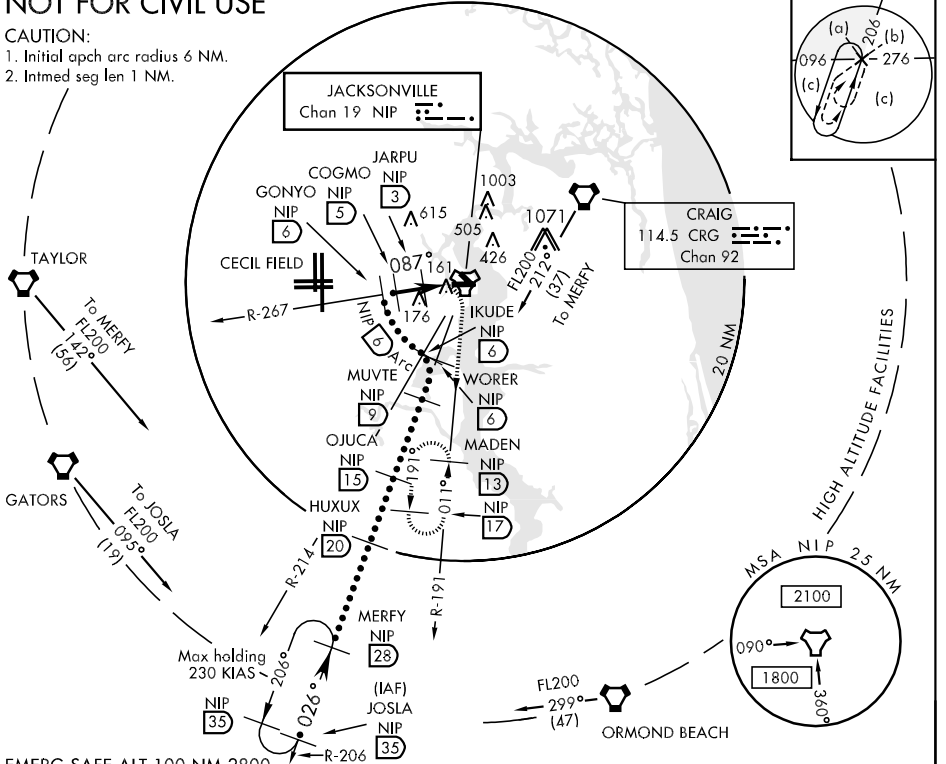 NOT FOR CIVIL USE
CAUTION:
1. Initial apch arc radius 6 NM.
2. Intmed seg len 1 NM.
(a)
206
(b)
096
276
(c)
(c)
JACKSONVILLE
Chan 19 NIP
JARPU
NIP
3
COGMO
NIP
5
GONYO
NIP
6
615
1003
505
426
1071
CRAIG
114.5 CRG
Chan 92
FL200
212°
(37)
To MERFY
CECIL FIELD
087°
161
176
R-267
NIP
6
Arc
IKUDE
NIP
6
20 NM
TAYLOR
To MERFY
FL200
142°
(56)
MUVTE
NIP
9
WORER
NIP
6
OJUCA
NIP
15
191°
011°
MADEN
NIP
13
NIP
17
HUXUX
NIP
20
GATORS
To JOSLA
FL200
095°
(19)
R-214
R-191
HIGH ALTITUDE FACILITIES
MSA NIP 25 NM
2100
090°
1800
360°
MERFY
NIP
28
Max holding
230 KIAS
206°
026°
NIP
35
(IAF)
JOSLA
NIP
35
R-206
FL200
299°
(47)
ORMOND BEACH
EMERG SAFE ALT 100 NM 2800